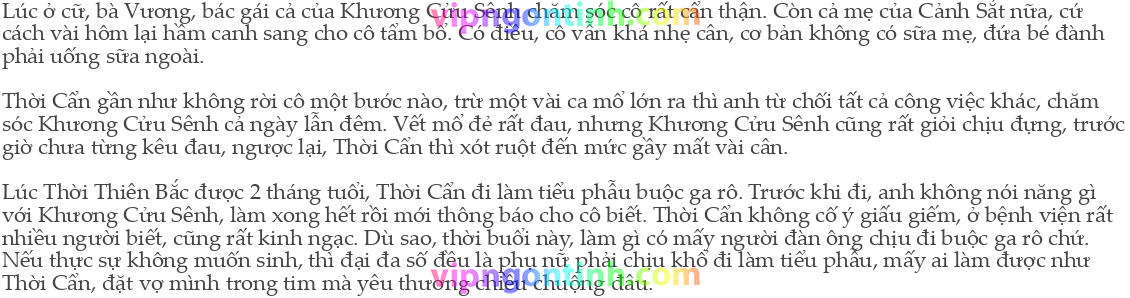 Lúc ở cữ, bà Vương, bác gái cả của Khương Cửu Sênh chăm sóc cô rất cẩn thận. Còn cả mẹ của Cảnh Sắt nữa, cứ
vipngontinh.com
cách vài hôm lại hầm canh sang cho cô tẩm bổ. Có điều, cô vẫn khá nhẹ cân, cơ bản không có sữa mẹ, đứa bé đành
phải uống sữa ngoài.
Thời Cẩn gần như không rời cô một bước nào, trừ một vài ca mổ lớn ra thì anh từ chối tất cả công việc khác, chăm
sóc Khương Cửu Sênh cả ngày lẫn đêm. Vết mổ đẻ rất đau, nhưng Khương Cửu Sênh cũng rất giỏi chịu đựng, trước
giờ chưa từng kêu đau, ngược lại, Thời Cẩn thì xót ruột đến mức gầy mất vài cân.
Lúc Thời Thiên Bắc được 2 tháng tuổi, Thời Cẩn đi làm tiểu phẫu buộc ga rô. Trước khi đi, anh không nói năng gì
với Khương Cửu Sênh, làm xong hết rồi mới thông báo cho cô biết. Thời Cẩn không cố ý giấu giếm, ở bệnh viện rất
nhiều người biết, cũng rất kinh ngạc. Dù sao, thời buổi này, làm gì có mấy người đàn ông chịu đi buộc ga rô chứ.
Nếu thực sự không muốn sinh, thì đại đa số đều là phụ nữ phải chịu khổ đi làm tiểu phẫu, mấy ai làm được như
vipngontinh.com
Thời Cẩn, đặt vợ mình trong tim mà yêu thương chiều chuộng đâu.